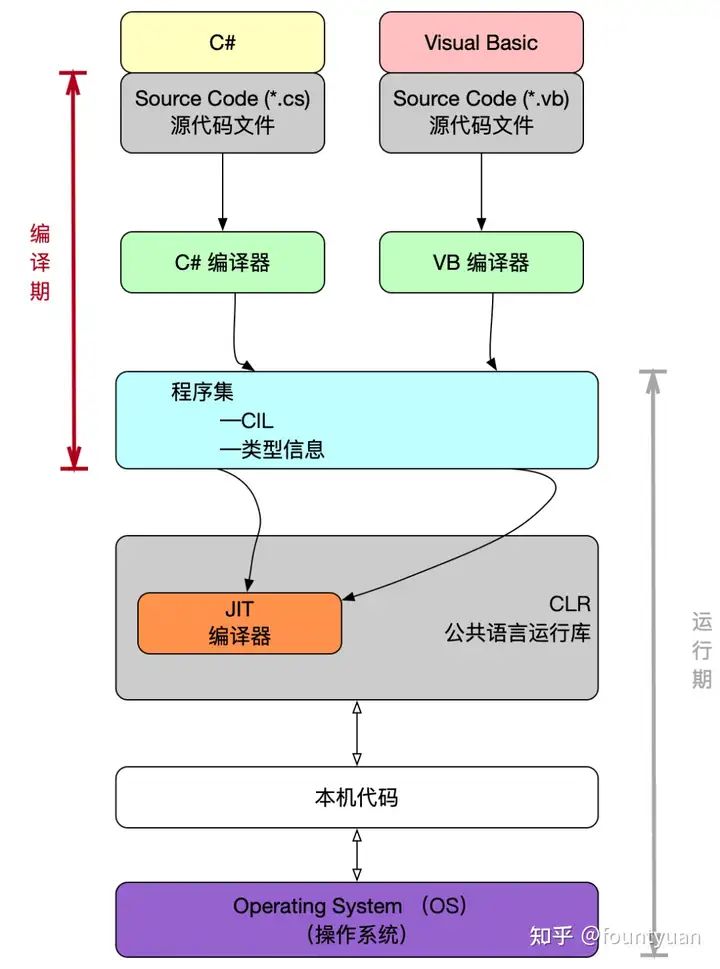 C#
Visual Basic
Source Code (*.cs)
源代码文件
Source Code (*.vb)
源代码文件
编
译
期
C# 编译器
VB 编译器
程序集
—CIL
—类型信息
JIT
编译器
CLR
公共语言运行库
运
行
期
本机代码
Operating System （OS）
（操作系统）
知乎 @fountyuan